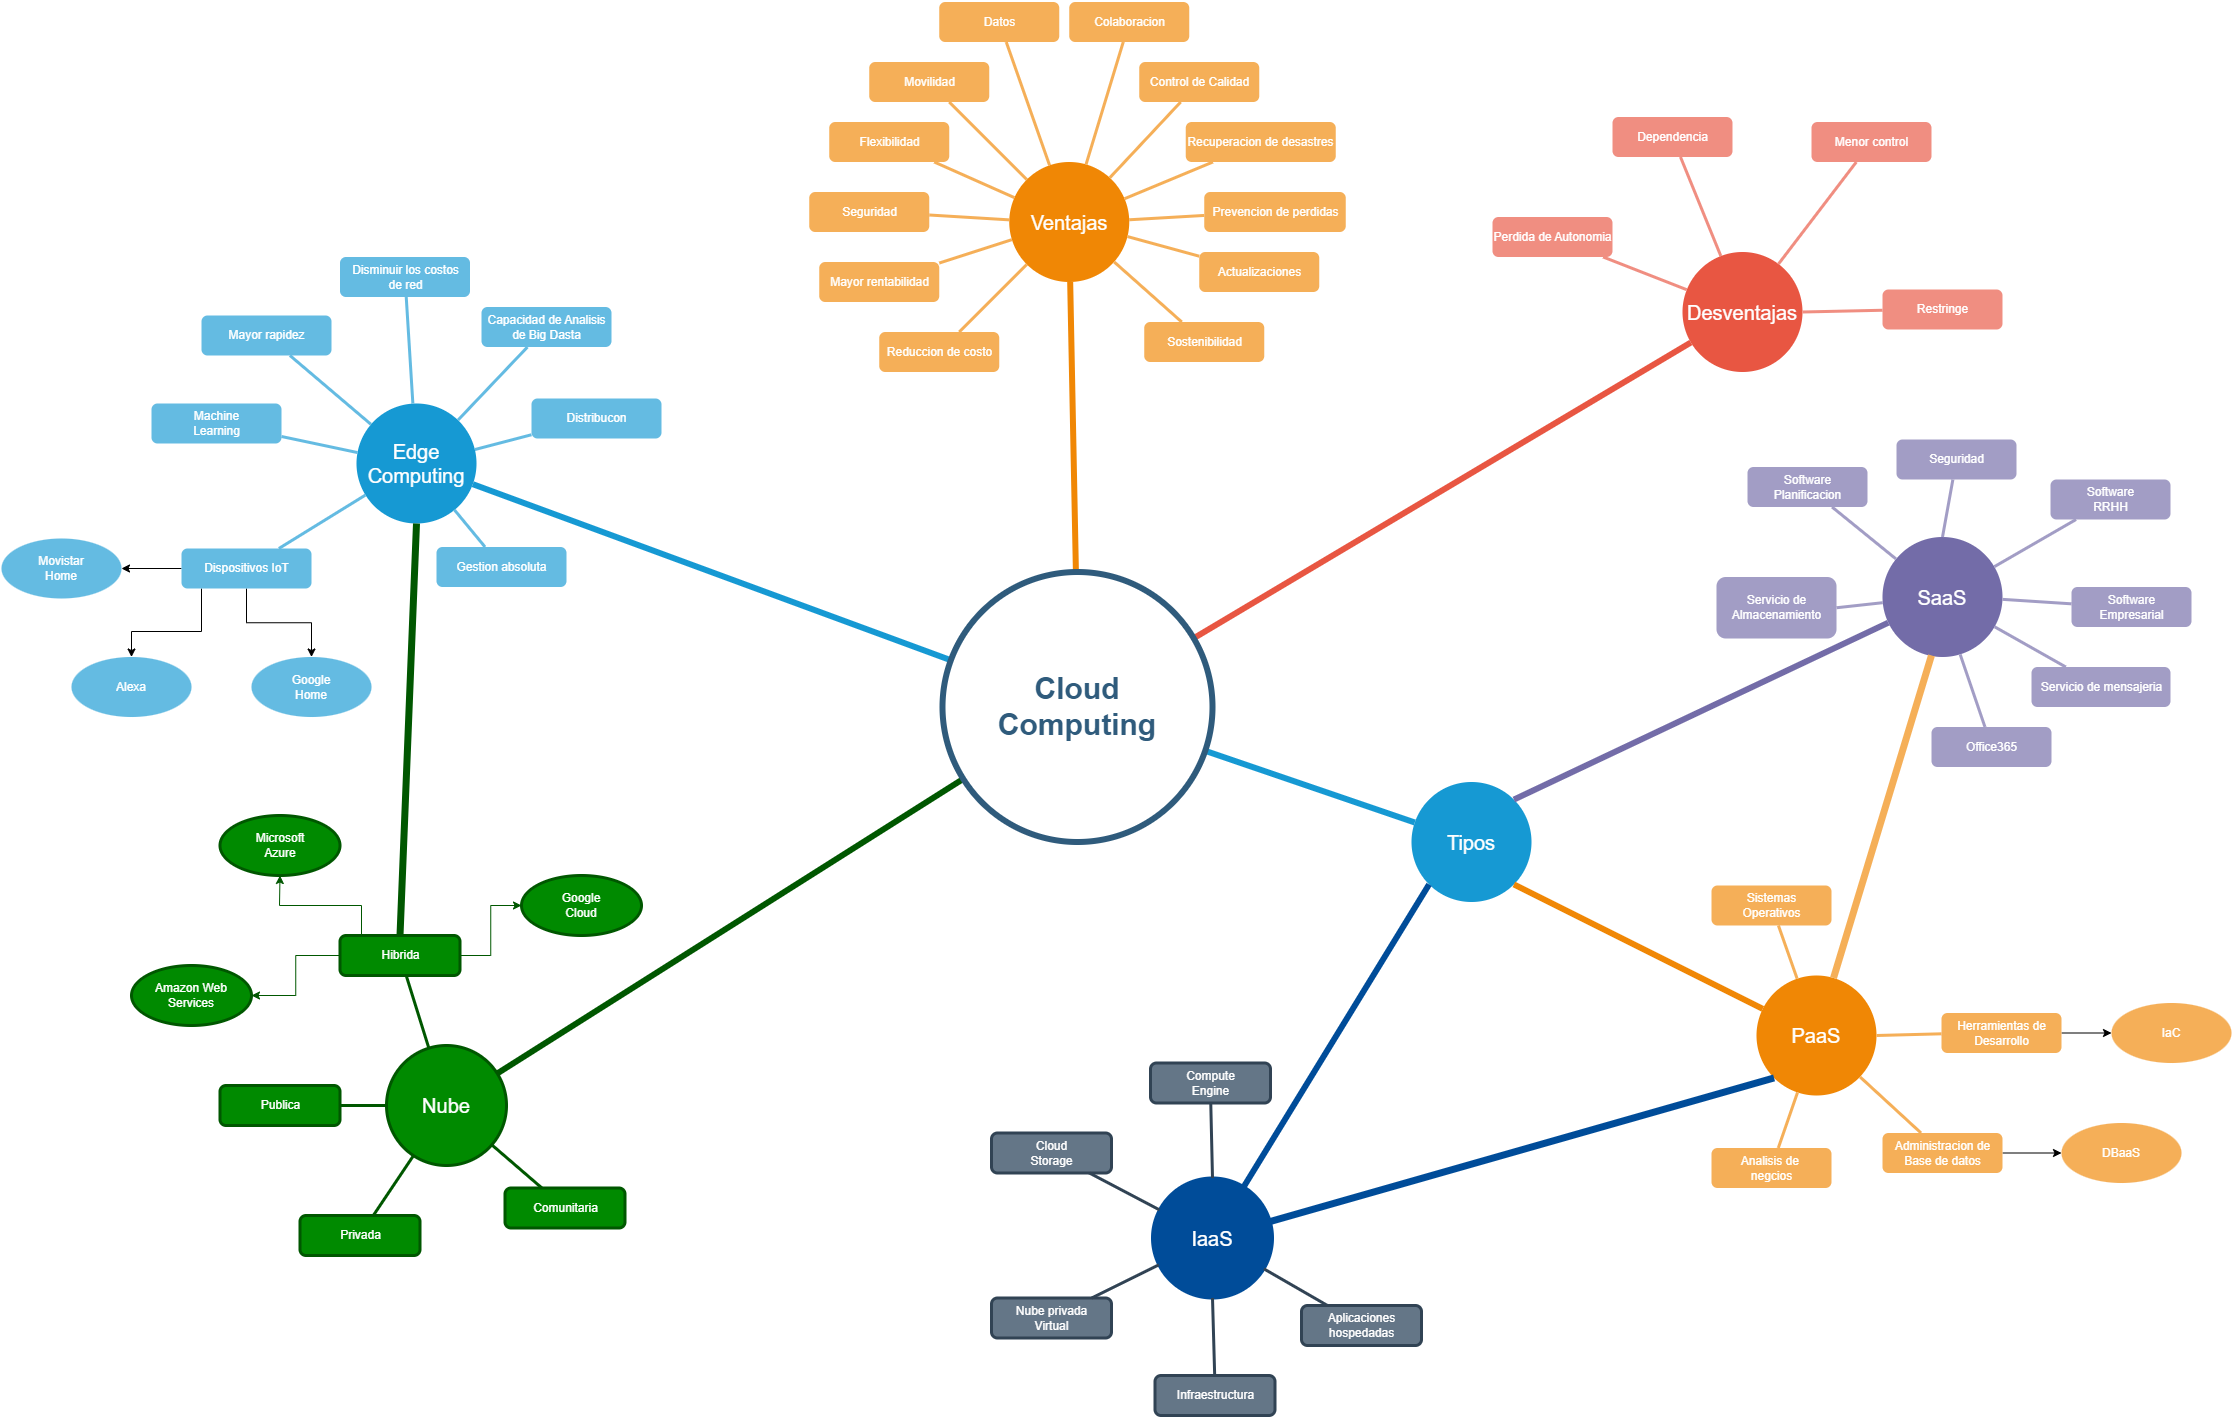 Datos
Colaboracion
Movilidad
Control de Calidad
Flexibilidad
Recuperacion de desastres
Seguridad
Ventajas
Prevencion de perdidas
Mayor rentabilidad
Actualizaciones
Reduccion de costo
Sostenibilidad
Dependencia
Menor control
Perdida de Autonomia
Desventajas
Restringe
Disminuir los costos
de red
Mayor rapidez
Capacidad de Analisis
de Big Dasta
Machine
Learning
Distribucon
Edge
Computing
Movistar
Home
Dispositivos IoT
Gestion absoluta
Alexa
Google
Home
Seguridad
Software
Planificacion
Software
RRHH
Servicio de
Almacenamiento
SaaS
Software
Empresarial
Servicio de mensajeria
Office365
Cloud
Computing
Tipos
Microsoft
Azure
Google
Cloud
Hibrida
Amazon Web
Services
Publica
Nube
Privada
Comunitaria
Sistemas
Operativos
PaaS
Herramientas de
Desarrollo
IaC
Analisis de
negcios
Administracion de
Base de datos
DBaaS
Compute
Engine
Cloud
Storage
IaaS
Nube privada
Virtual
Aplicaciones
hospedadas
Infraestructura